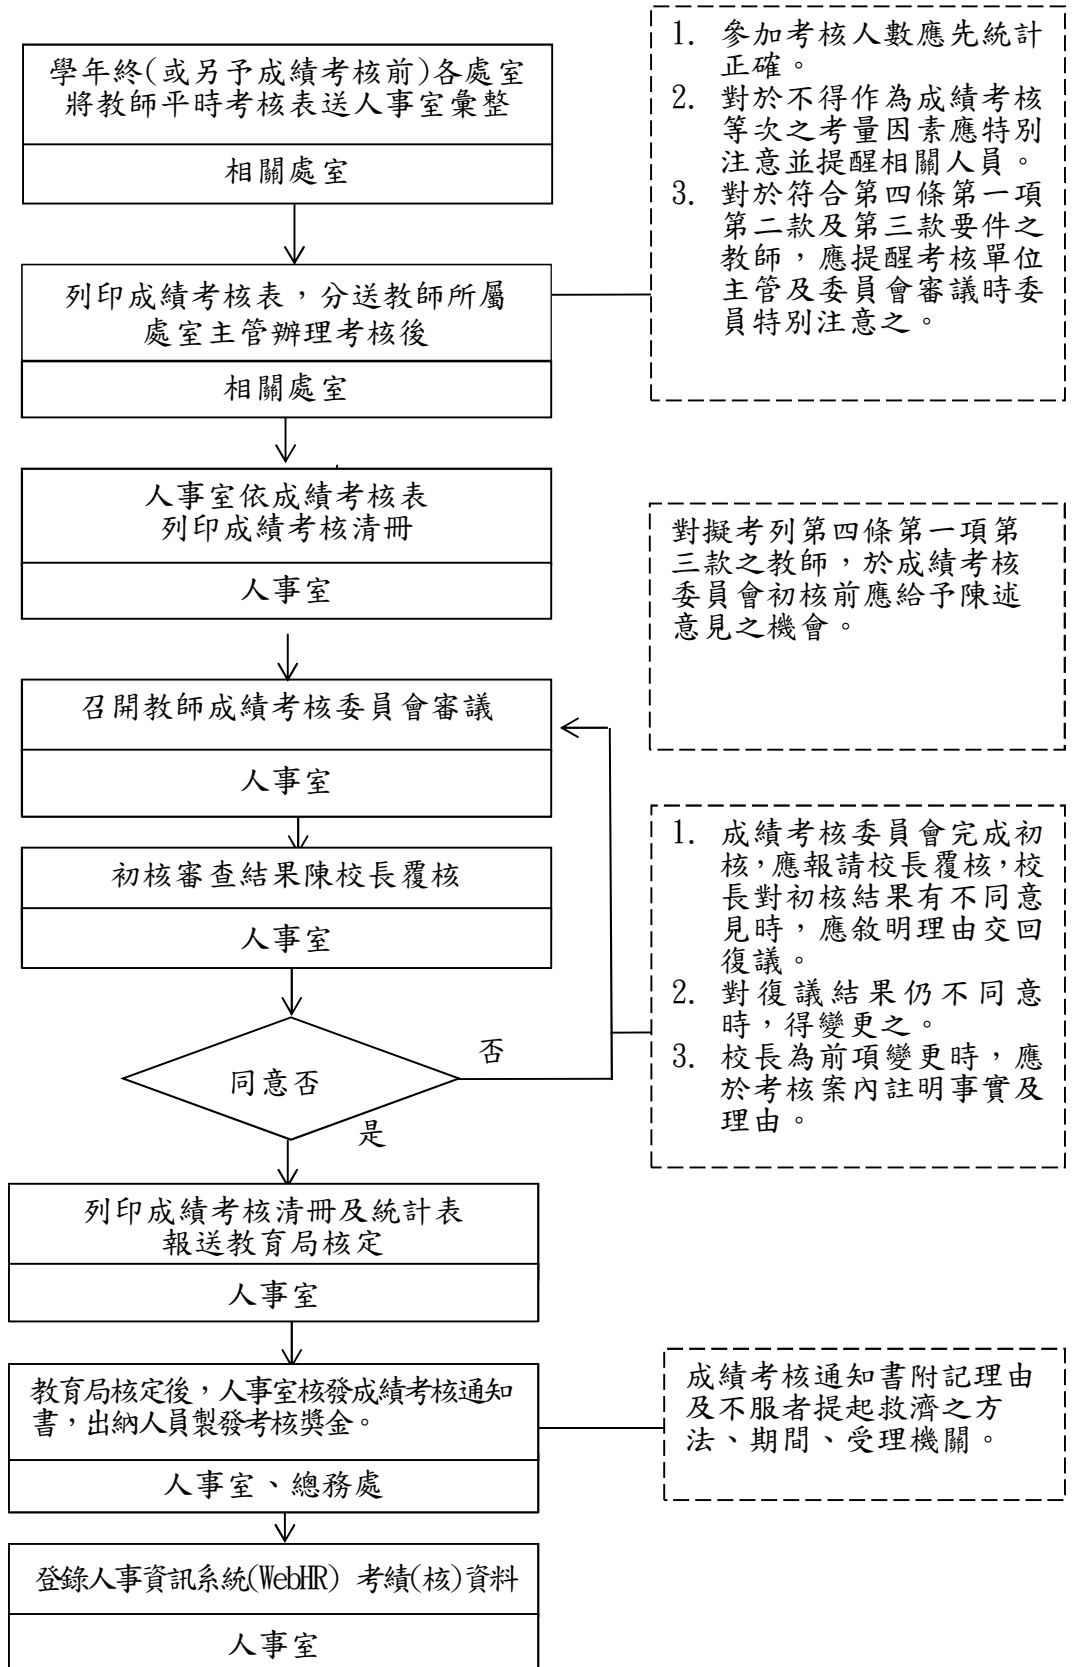 學年終(或另予成績考核前)各處室
將教師平時考核表送人事室彙整
相關處室
1. 參加考核人數應先統計
正確。
2. 對於不得作為成績考核
等次之考量因素應特別
注意並提醒相關人員。
3. 對於符合第四條第一項
第二款及第三款要件之
教師，應提醒考核單位
主管及委員會審議時委
員特別注意之。
列印成績考核表，分送教師所屬
處室主管辦理考核後
相關處室
人事室依成績考核表
列印成績考核清冊
人事室
對擬考列第四條第一項第
三款之教師，於成績考核
委員會初核前應給予陳述
意見之機會。
召開教師成績考核委員會審議
人事室
初核審查結果陳校長覆核
人事室
1. 成績考核委員會完成初
核，應報請校長覆核，校
長對初核結果有不同意
見時，應敘明理由交回
復議。
2. 對復議結果仍不同意
時，得變更之。
3. 校長為前項變更時，應
於考核案內註明事實及
理由。
同意否
否
是
列印成績考核清冊及統計表
報送教育局核定
人事室
教育局核定後，人事室核發成績考核通知
書，出納人員製發考核獎金。
人事室、總務處
成績考核通知書附記理由
及不服者提起救濟之方
法、期間、受理機關。
登錄人事資訊系統(WebHR) 考績(核)資料
人事室